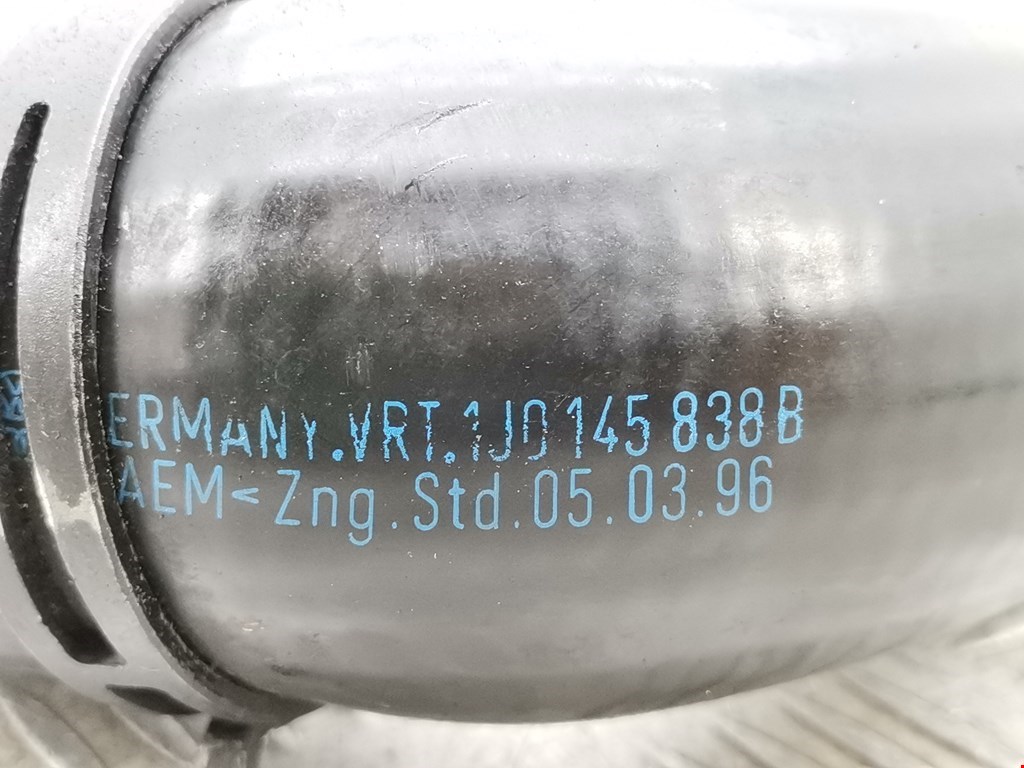 ERMANY.VRT.1J0 145 838 B
AEM<Zng.Std.05.03.96